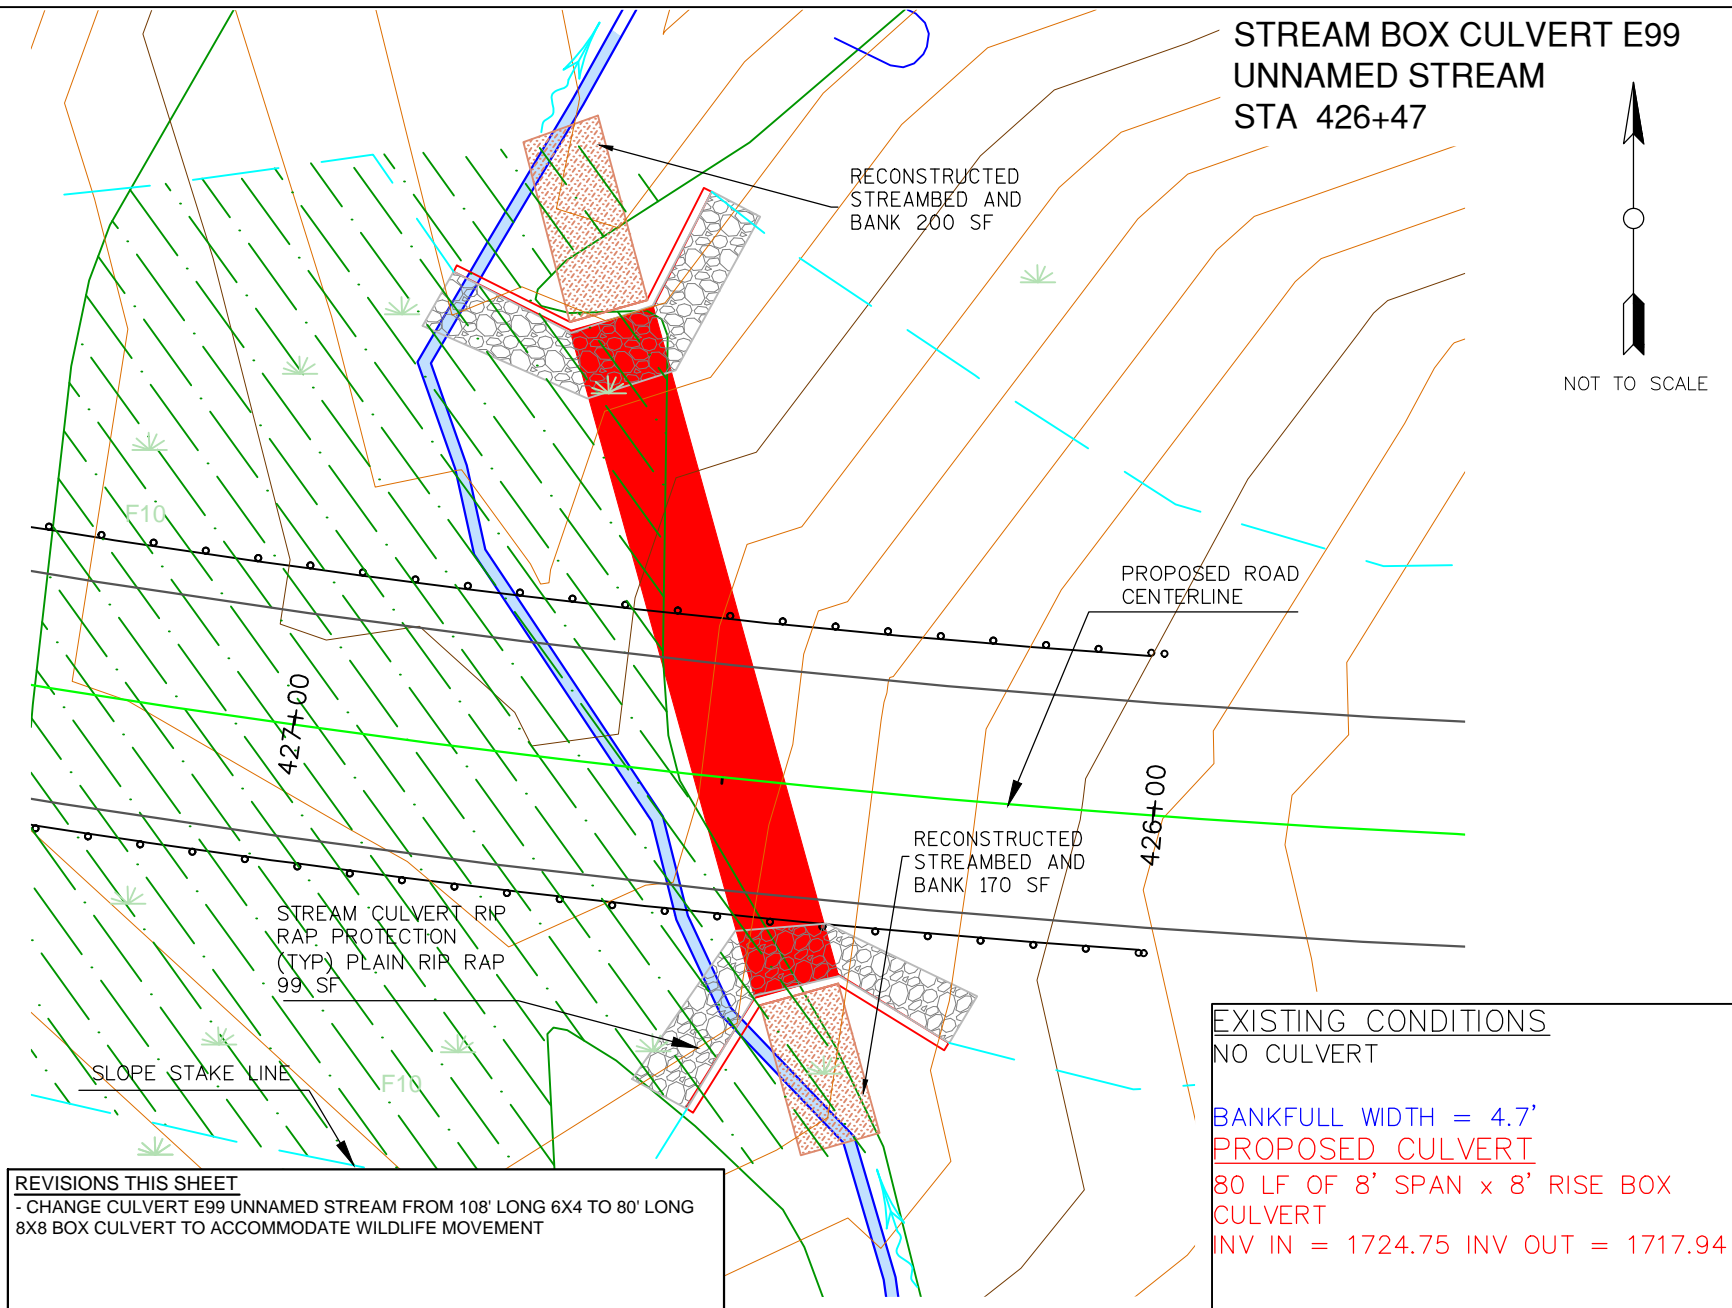 STREAM BOX CULVERT E99
UNNAMED STREAM
STA 426+47
NOT TO SCALE
RECONSTRUCTED
STREAMBED AND
BANK 200 SF
F10
PROPOSED ROAD
CENTERLINE
427+00
426+00
RECONSTRUCTED
STREAMBED AND
BANK 170 SF
STREAM CULVERT RIP
RAP PROTECTION
(TYP) PLAIN RIP RAP
99 SF
SLOPE STAKE LINE
F10
EXISTING CONDITIONS
NO CULVERT
BANKFULL WIDTH = 4.7'
PROPOSED CULVERT
80 LF OF 8' SPAN x 8' RISE BOX
CULVERT
INV IN = 1724.75 INV OUT = 1717.94
REVISIONS THIS SHEET
- CHANGE CULVERT E99 UNNAMED STREAM FROM 108' LONG 6X4 TO 80' LONG
8X8 BOX CULVERT TO ACCOMMODATE WILDLIFE MOVEMENT